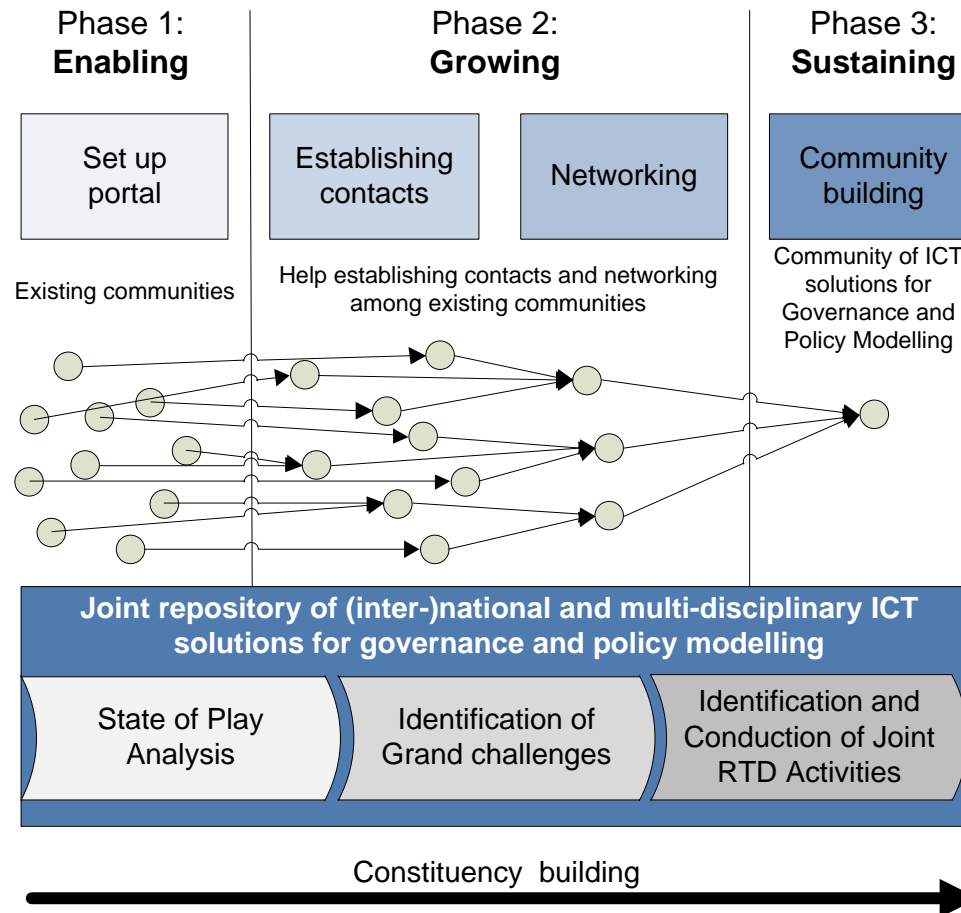 Phase 1:
Enabling
Phase 2:
Growing
Phase 3:
Sustaining
Set up
portal
Establishing
contacts
Networking
Community
building
Existing communities
Help establishing contacts and networking
among existing communities
Community of ICT
solutions for
Governance and
Policy Modelling
Joint repository of (inter-)national and multi-disciplinary ICT
solutions for governance and policy modelling
State of Play
Analysis
Identification of
Grand challenges
Identification and
Conduction of Joint
RTD Activities
Constituency building